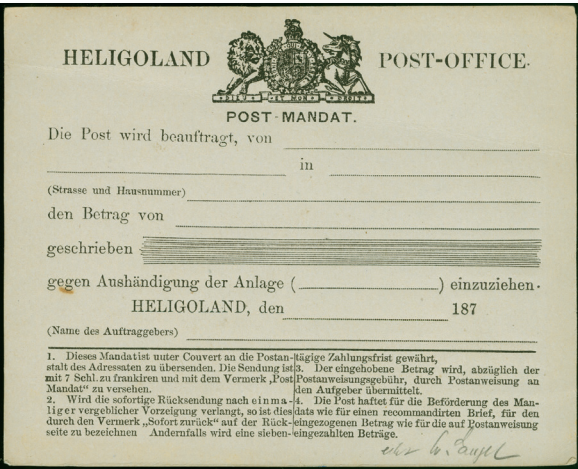 HELIGOLAND POST-OFFICE.
DIEU ET MON DROIT
POST-MANDAT.
Die Post wird beauftragt, von
in
(Strasse und Hausnummer)
den Betrag von
geschrieben
gegen Aushändigung der Anlage ( ) einzuziehen.
HELIGOLAND, den 187
(Name des Auftraggebers)
1. Dieses Mandat ist unter Couvert an die Postan-
stalt des Adressaten zu übersenden. Die Sendung ist
mit 7 Schl. zu frankiren und mit dem Vermerk „Post
Mandat“ zu versehen.
2. Wird die sofortige Rücksendung nach einma-
liger vergeblicher Vorzeigung verlangt, so ist dies
durch den Vermerk „Sofort zurück“ auf der Rück-
seite zu bezeichnen Andernfalls wird eine sieben-
tägige Zahlungsfrist gewährt,
3. Der eingehobene Betrag wird, abzüglich der
Postanweisungsgebühr, durch Postanweisung an
den Aufgeber übermittelt.
4. Die Post haftet für die Beförderung des Man-
dats wie für einen recommandirten Brief, für den
eingezogenen Betrag wie für die auf Postanweisung
eingezahlten Beträge.